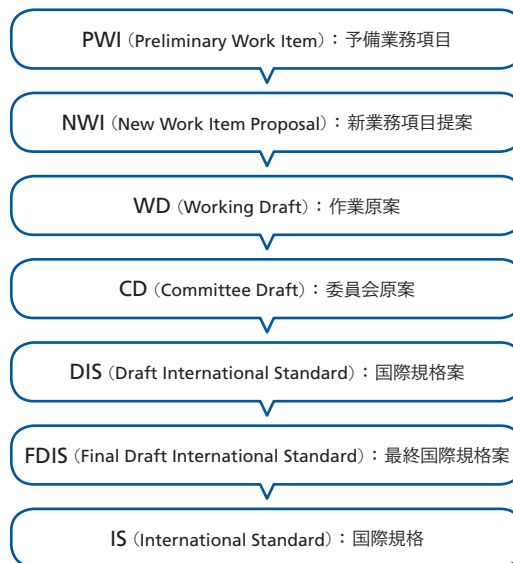 PWI（Preliminary Work Item）：予備業務項目
NWI（New Work Item Proposal）：新業務項目提案
WD（Working Draft）：作業原案
CD（Committee Draft）：委員会原案
DIS（Draft International Standard）：国際規格案
FDIS（Final Draft International Standard）：最終国際規格案
IS（International Standard）：国際規格